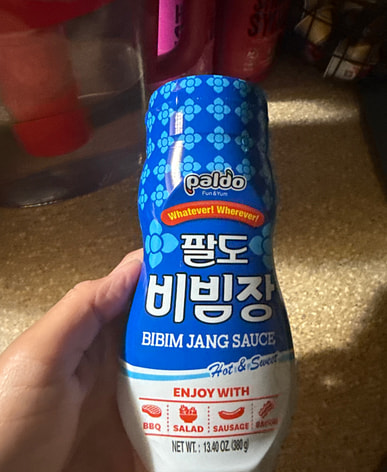 paldo
Fun & Yum
Whatever! Wherever!
팔도
비빔장
BIBIM JANG SAUCE
Hot & Sweet
ENJOY WITH
BBQ SALAD SAUSAGE
NET WT. : 13.40 OZ. (380 g)